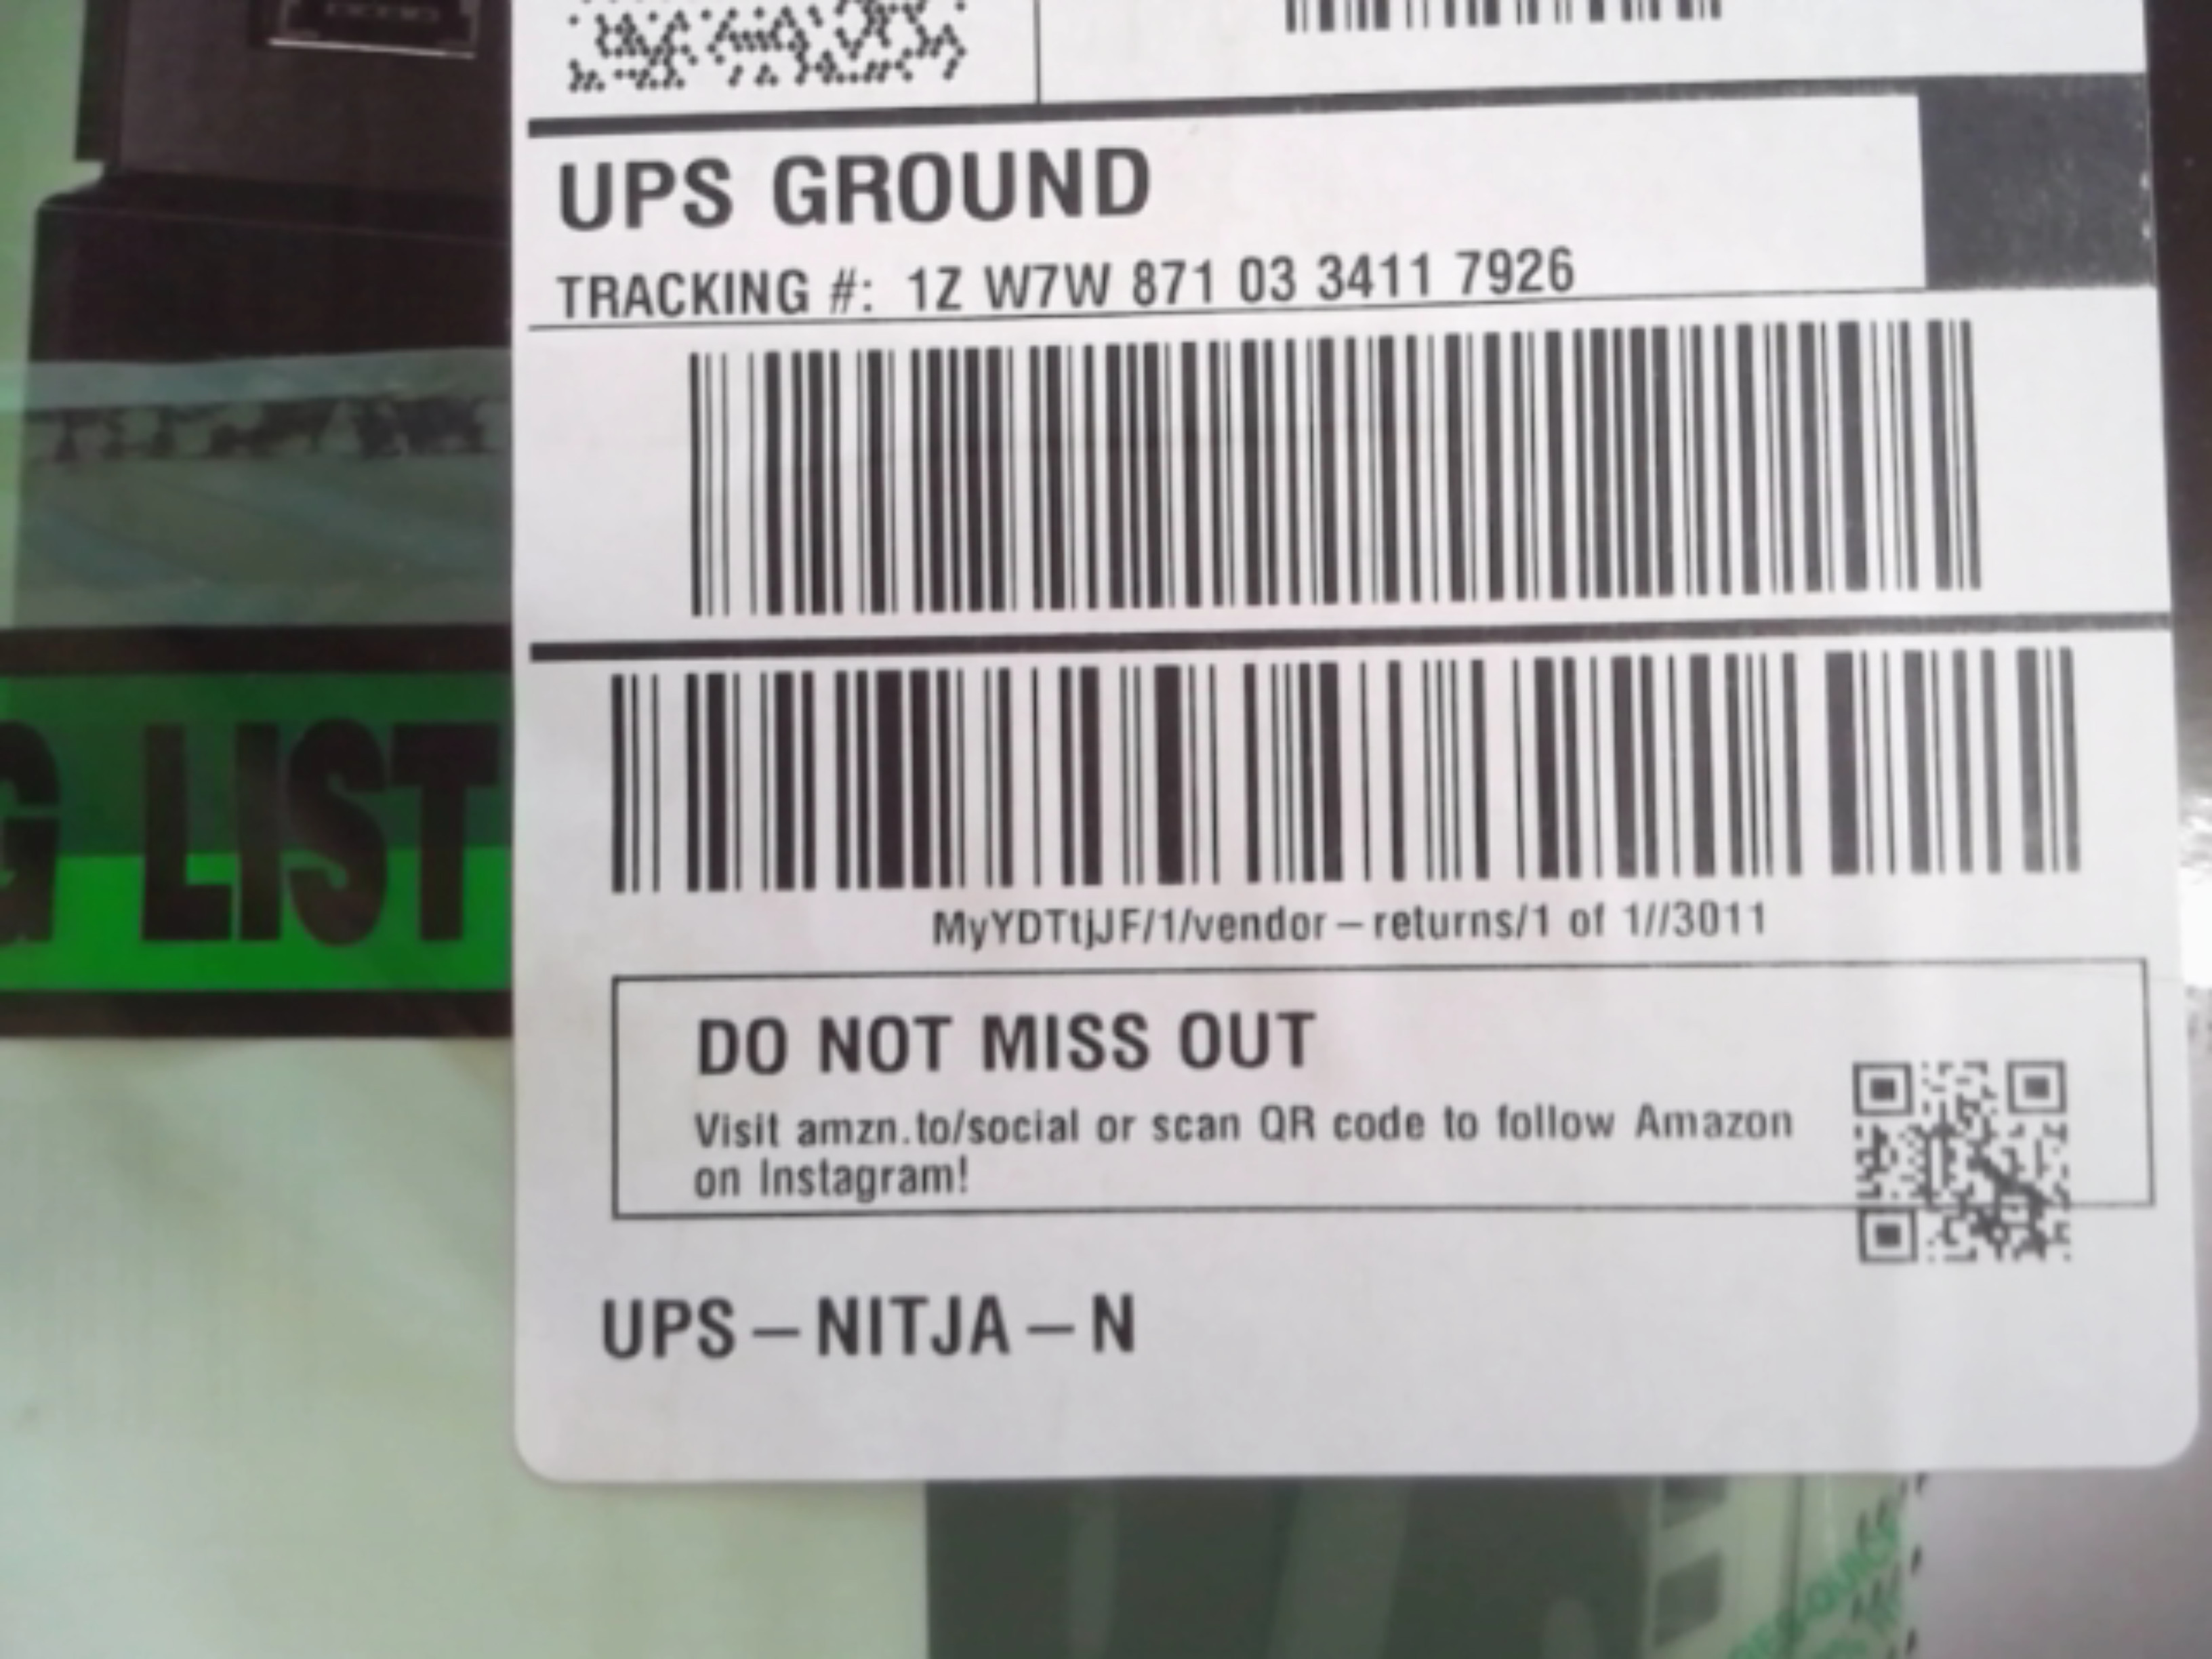 UPS GROUND
TRACKING #: 1Z W7W 871 03 3411 7926
G LIST
MyYDTtjJF/1/vendor–returns/1 of 1//3011
DO NOT MISS OUT
Visit amzn.to/social or scan QR code to follow Amazon
on Instagram!
UPS–NITJA–N